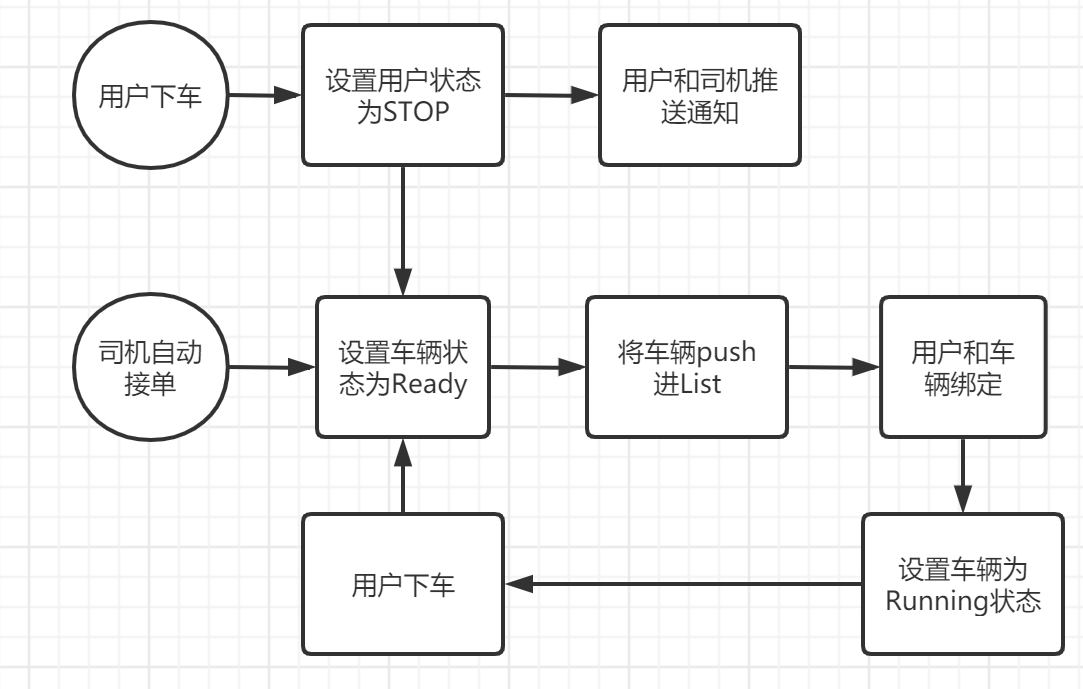 用户下车
设置用户状态
为STOP
用户和司机推
送通知
司机自动
接单
设置车辆状
态为Ready
将车辆push
进List
用户和车
辆绑定
用户下车
设置车辆为
Running状态